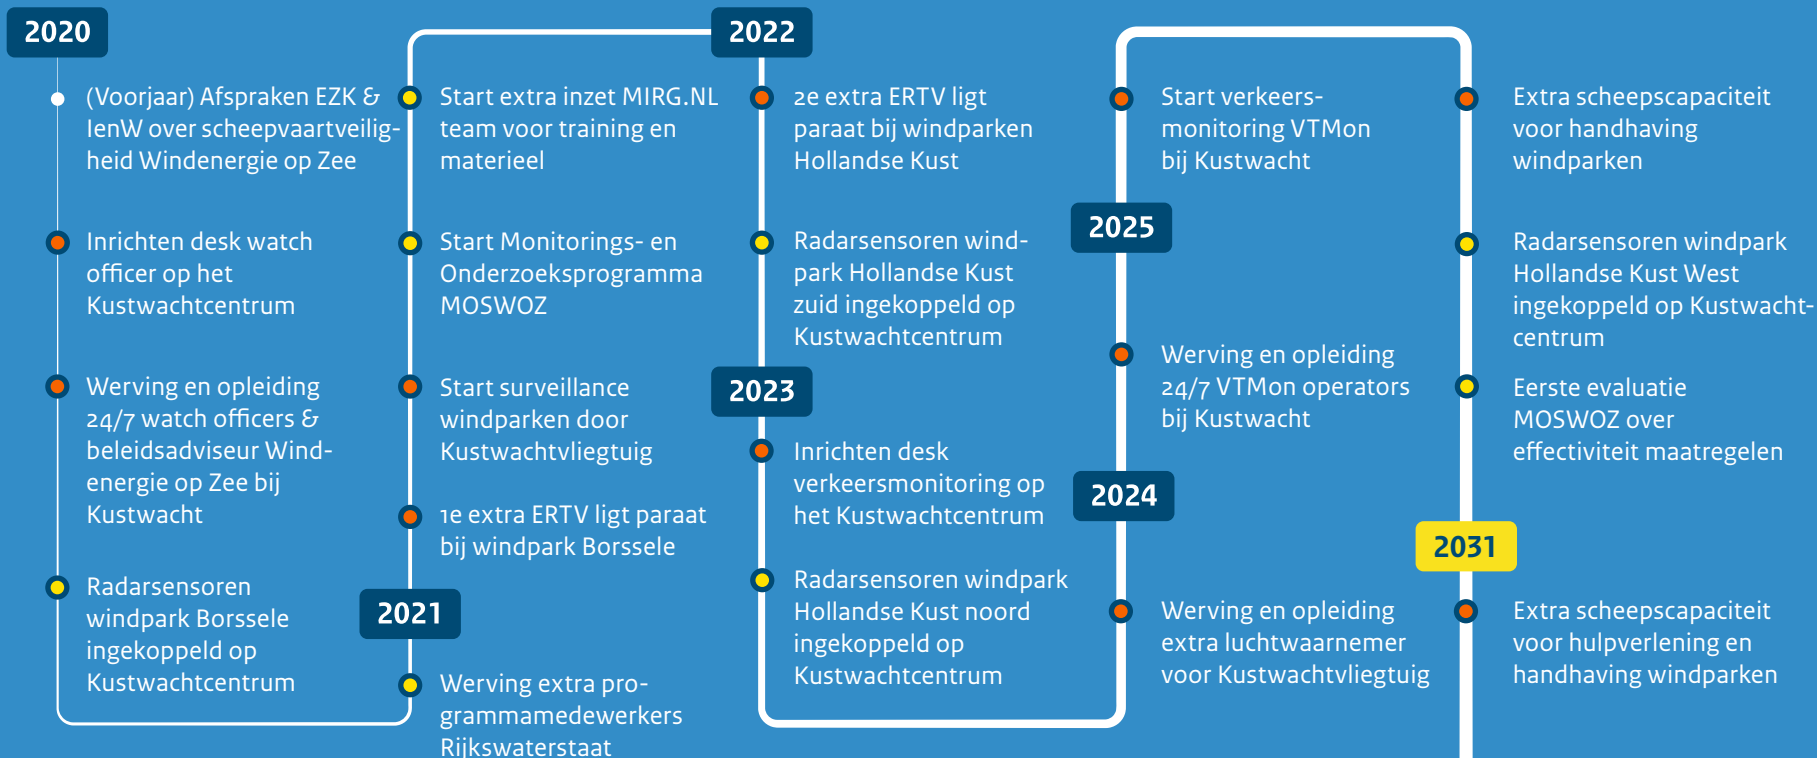 2020
(Voorjaar) Afspraken EZK &
IenW over scheepvaartveilig-
heid Windenergie op Zee
Inrichten desk watch
officer op het
Kustwachtcentrum
Werving en opleiding
24/7 watch officers &
beleidsadviseur Wind-
energie op Zee bij
Kustwacht
Radarsensoren
windpark Borssele
ingekoppeld op
Kustwachtcentrum
Start extra inzet MIRG.NL
team voor training en
materieel
Start Monitorings- en
Onderzoeksprogramma
MOSWOZ
Start surveillance
windparken door
Kustwachtvliegtuig
1e extra ERTV ligt paraat
bij windpark Borssele
2021
Werving extra pro-
grammamedewerkers
Rijkswaterstaat
2022
2e extra ERTV ligt
paraat bij windparken
Hollandse Kust
Radarsensoren wind-
park Hollandse Kust
zuid ingekoppeld op
Kustwachtcentrum
2023
Inrichten desk
verkeersmonitoring op
het Kustwachtcentrum
Radarsensoren windpark
Hollandse Kust noord
ingekoppeld op
Kustwachtcentrum
Start verkeers-
monitoring VTMon
bij Kustwacht
2025
Werving en opleiding
24/7 VTMon operators
bij Kustwacht
2024
Werving en opleiding
extra luchtwaarnemer
voor Kustwachtvliegtuig
Extra scheepscapaciteit
voor handhaving
windparken
Radarsensoren windpark
Hollandse Kust West
ingekoppeld op Kustwacht-
centrum
Eerste evaluatie
MOSWOZ over
effectiviteit maatregelen
2031
Extra scheepscapaciteit
voor hulpverlening en
handhaving windparken